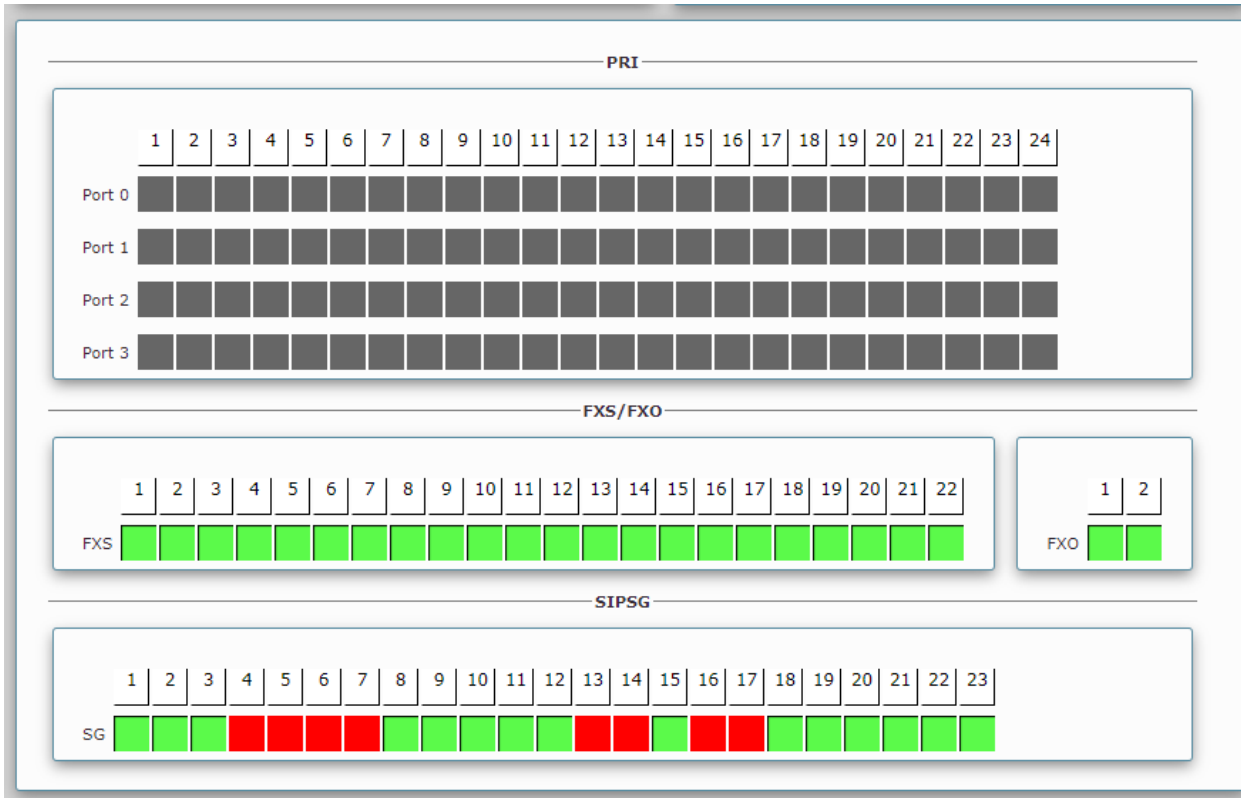 PRI
1 2 3 4 5 6 7 8 9 10 11 12 13 14 15 16 17 18 19 20 21 22 23 24
Port 0
Port 1
Port 2
Port 3
FXS/FXO
1 2 3 4 5 6 7 8 9 10 11 12 13 14 15 16 17 18 19 20 21 22
FXS
1 2
FXO
SIPSG
1 2 3 4 5 6 7 8 9 10 11 12 13 14 15 16 17 18 19 20 21 22 23
SG